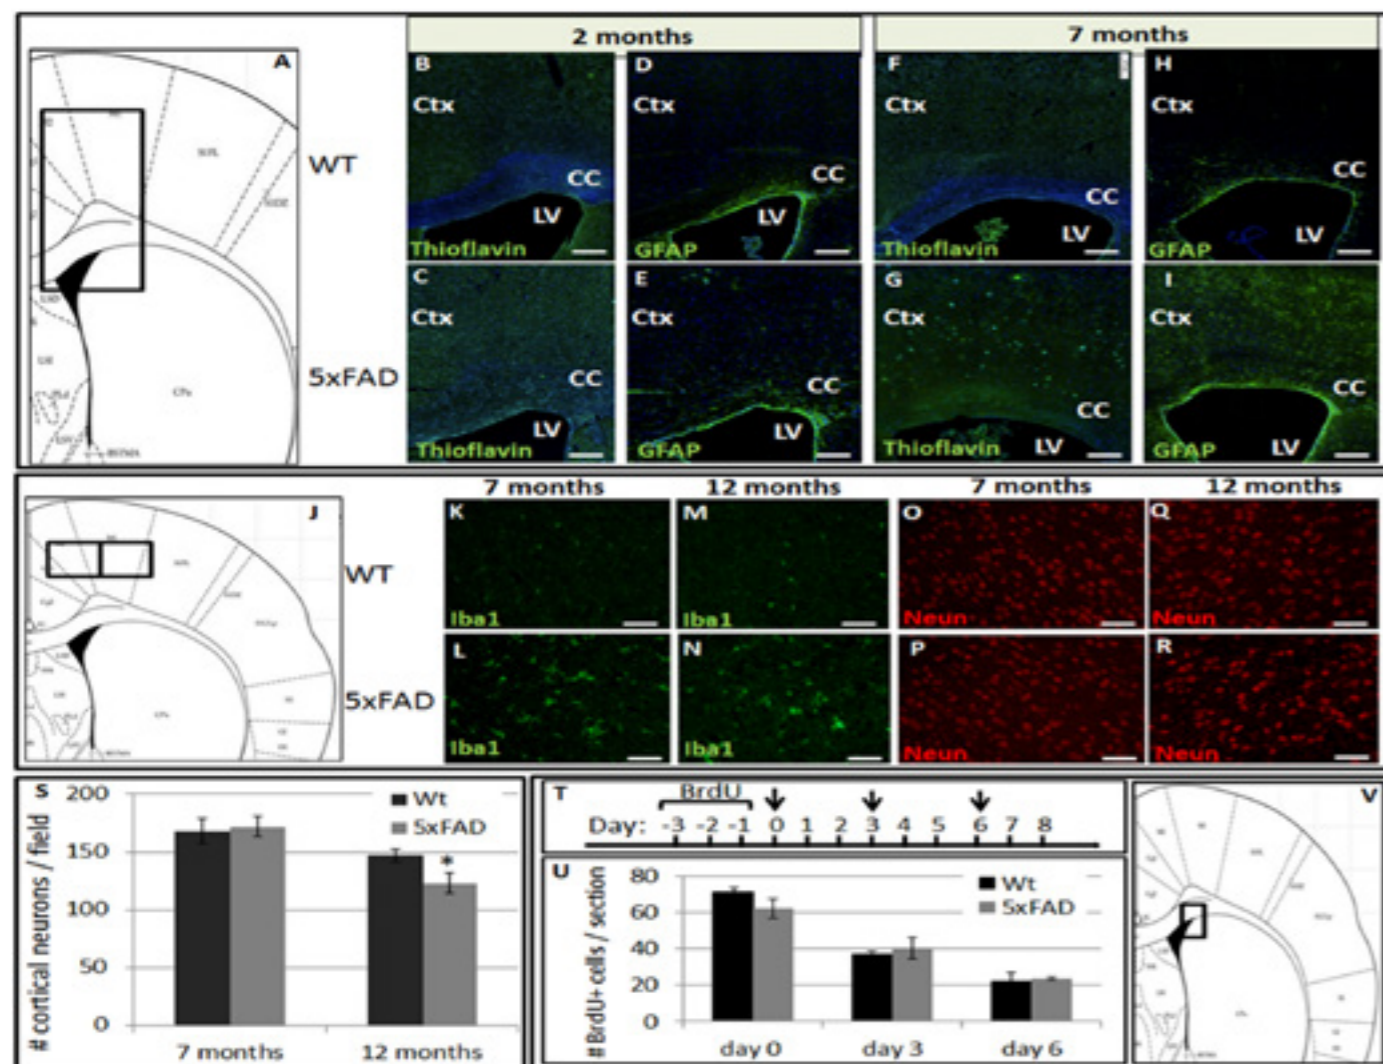 2 months
7 months
A
B
D
F
H
Ctx
Ctx
Ctx
Ctx
WT
CC
CC
CC
CC
LV
LV
LV
LV
Thioflavin
GFAP
Thioflavin
GFAP
C
E
G
I
Ctx
Ctx
Ctx
Ctx
5xFAD
CC
CC
CC
CC
CPu
LV
LV
LV
LV
Thioflavin
GFAP
Thioflavin
GFAP
7 months
12 months
7 months
12 months
J
K
M
O
Q
WT
Iba1
Iba1
Neun
Neun
L
N
P
R
5xFAD
Iba1
Iba1
Neun
Neun
S
# cortical neurons / field
200
150
100
50
0
Wt
5xFAD
*
7 months
12 months
T
BrdU
Day: -3 -2 -1 0 1 2 3 4 5 6 7 8
U
# BrdU+ cells / section
80
60
40
20
0
Wt
5xFAD
day 0
day 3
day 6
V